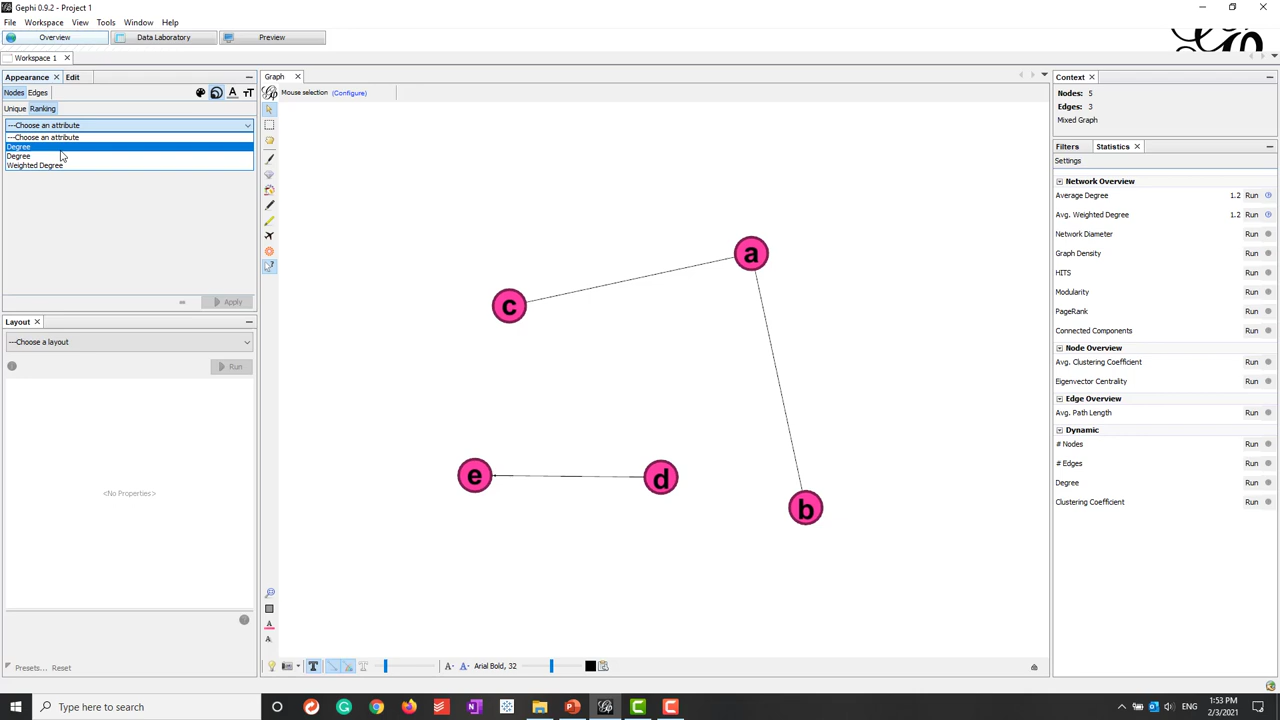 Gephi 0.9.2 - Project 1
File Workspace View Tools Window Help
Overview Data Laboratory Preview
Workspace 1
Appearance Edit
Nodes Edges
Unique Ranking
---Choose an attribute
---Choose an attribute
Degree
Degree
Weighted Degree
Apply
Layout
---Choose a layout
Run
<No Properties>
Presets... Reset
Graph
Mouse selection (Configure)
a
c
e
d
b
Arial Bold, 32
Context
Nodes: 5
Edges: 3
Mixed Graph
Filters Statistics
Settings
Network Overview
Average Degree 1.2 Run
Avg. Weighted Degree 1.2 Run
Network Diameter Run
Graph Density Run
HITS Run
Modularity Run
PageRank Run
Connected Components Run
Node Overview
Avg. Clustering Coefficient Run
Eigenvector Centrality Run
Edge Overview
Avg. Path Length Run
Dynamic
# Nodes Run
# Edges Run
Degree Run
Clustering Coefficient Run
Type here to search
ENG
1:53 PM
2/3/2021